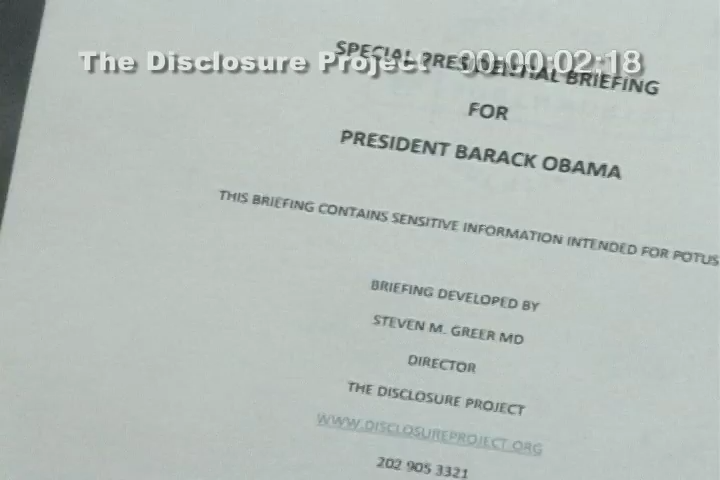 The Disclosure Project 00:00:02:18
SPECIAL PRESIDENTIAL BRIEFING
FOR
PRESIDENT BARACK OBAMA
THIS BRIEFING CONTAINS SENSITIVE INFORMATION INTENDED FOR POTUS
BRIEFING DEVELOPED BY
STEVEN M. GREER MD
DIRECTOR
THE DISCLOSURE PROJECT
WWW.DISCLOSUREPROJECT.ORG
202 905 3321